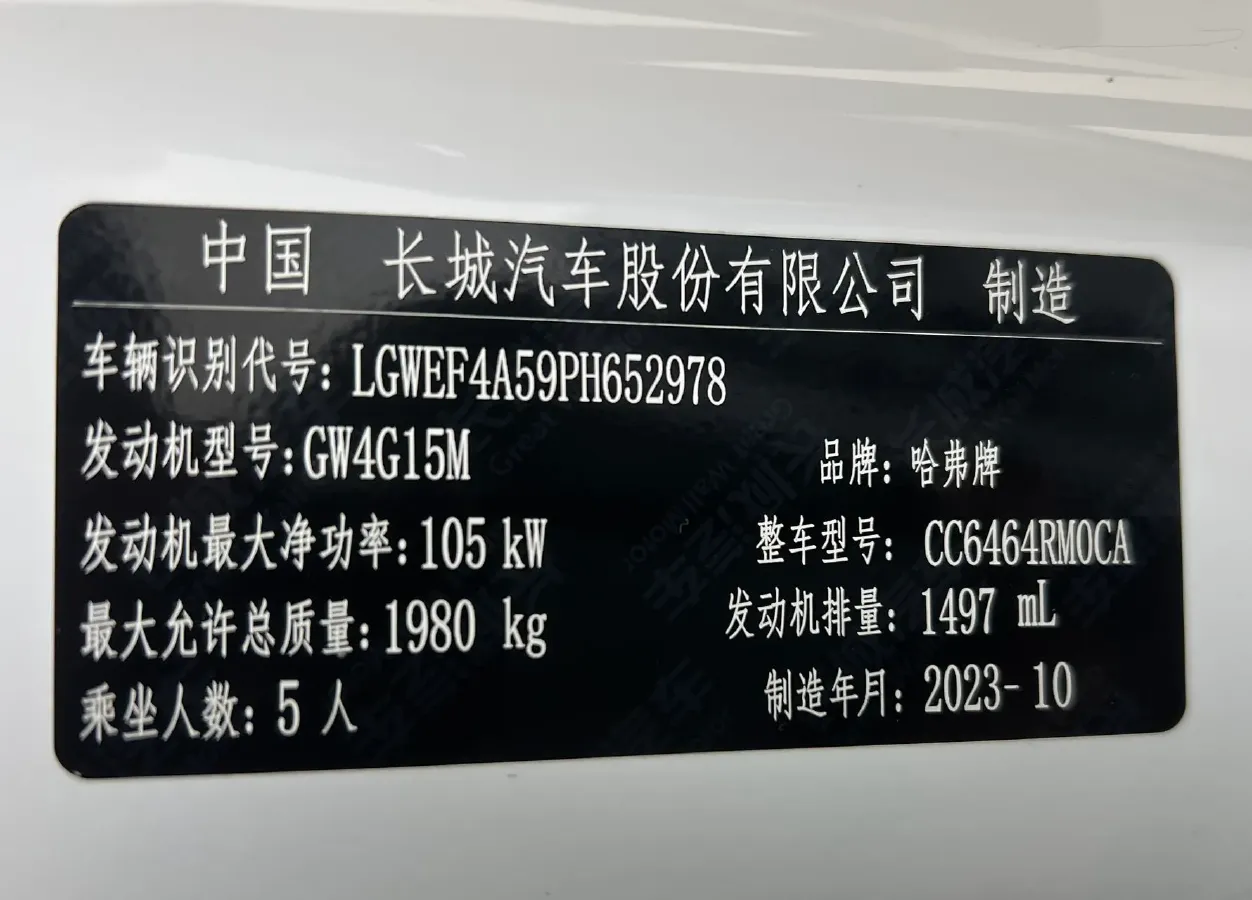 中国 长城汽车股份有限公司 制造
车辆识别代号：LGWEF4A59PH652978
发动机型号：GW4G15M 品牌：哈弗牌
发动机最大净功率：105 kW 整车型号：CC6464RM0CA
最大允许总质量：1980 kg 发动机排量：1497 mL
乘坐人数：5 人 制造年月：2023-10